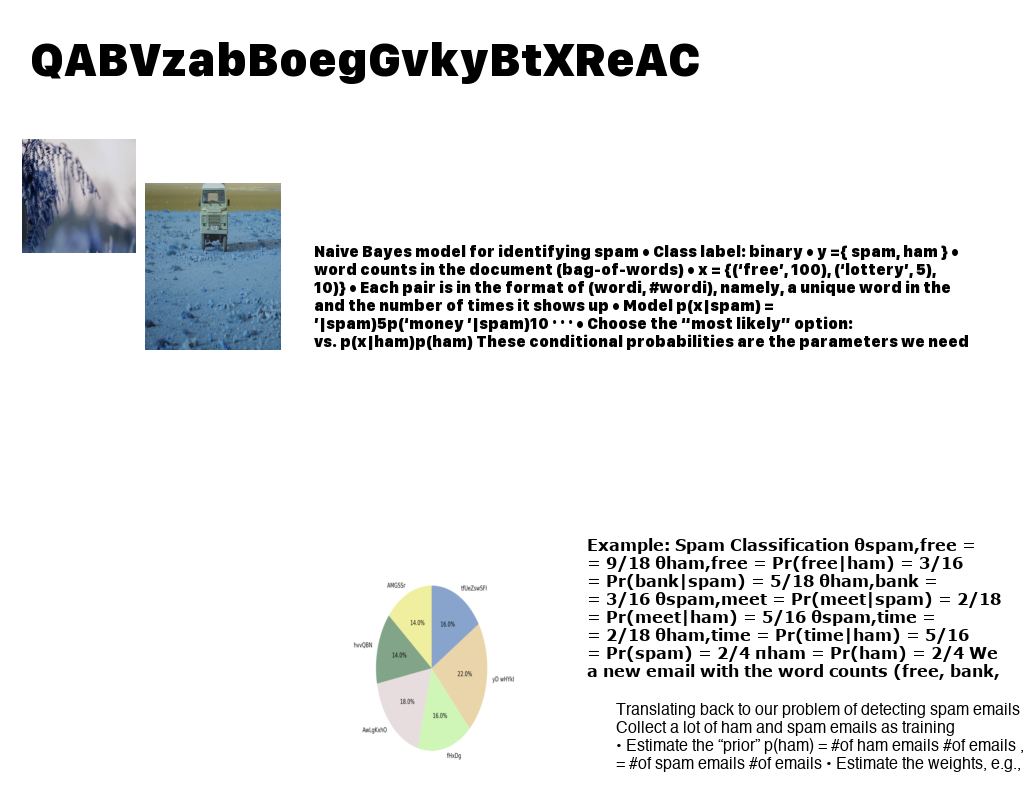 QABVzabBoegGvkyBtXReAC
Naive Bayes model for identifying spam • Class label: binary • y ={ spam, ham } •
word counts in the document (bag-of-words) • x = {(‘free’, 100), (‘lottery’, 5),
10)} • Each pair is in the format of (wordi, #wordi), namely, a unique word in the
and the number of times it shows up • Model p(x|spam) =
’|spam)5p(‘money ’|spam)10 · · · • Choose the “most likely” option:
vs. p(x|ham)p(ham) These conditional probabilities are the parameters we need
Example: Spam Classification θspam,free =
= 9/18 θham,free = Pr(free|ham) = 3/16
= Pr(bank|spam) = 5/18 θham,bank =
= 3/16 θspam,meet = Pr(meet|spam) = 2/18
= Pr(meet|ham) = 5/16 θspam,time =
= 2/18 θham,time = Pr(time|ham) = 5/16
= Pr(spam) = 2/4 πham = Pr(ham) = 2/4 We
a new email with the word counts (free, bank,
AMGSSr
14.0%
16.0%
hvvQBN
14.0%
22.0%
yD wHYkl
18.0%
16.0%
AwLgKxhO
fHxDg
Translating back to our problem of detecting spam emails
Collect a lot of ham and spam emails as training
• Estimate the “prior” p(ham) = #of ham emails #of emails ,
= #of spam emails #of emails • Estimate the weights, e.g.,